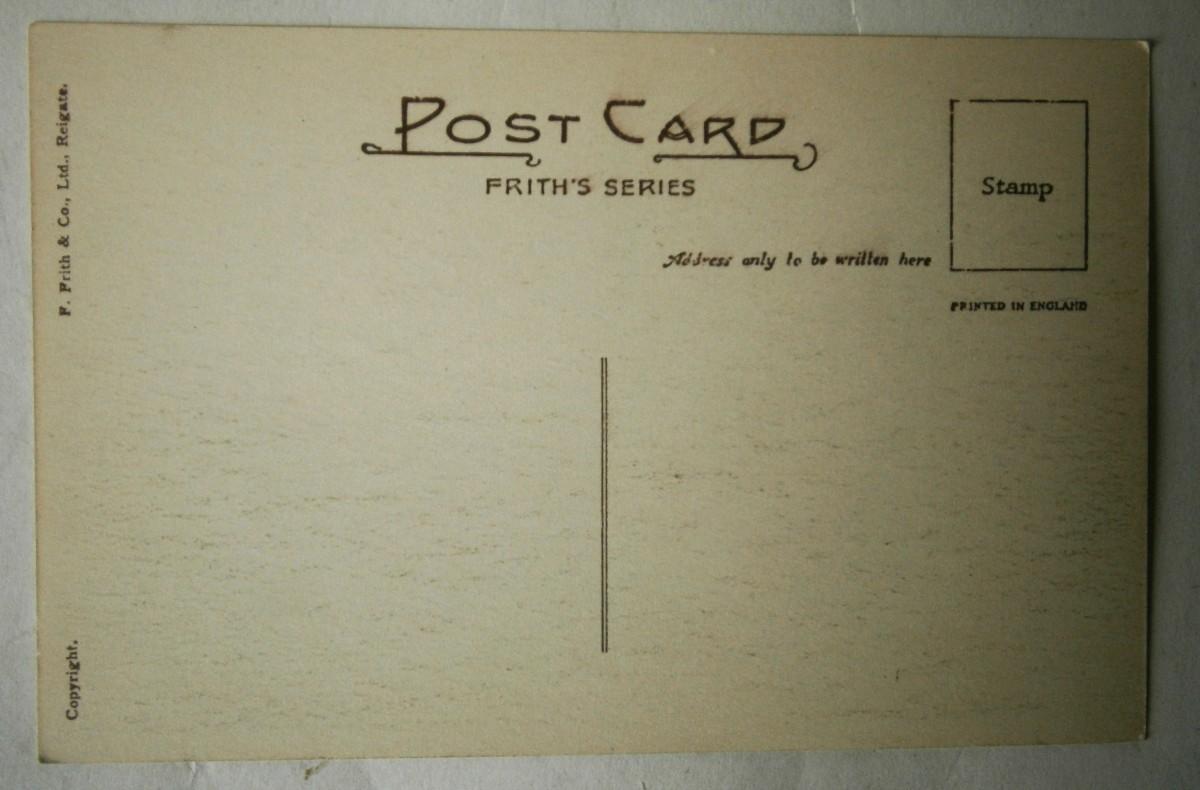 POST CARD
FRITH'S SERIES
Stamp
Address only to be written here
PRINTED IN ENGLAND
F. Frith & Co., Ltd., Reigate.
Copyright.